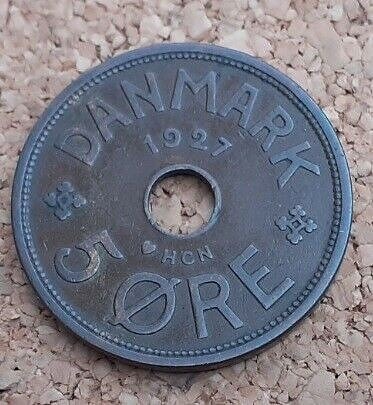 DANMARK
1927
♥ HCN
5 ØRE